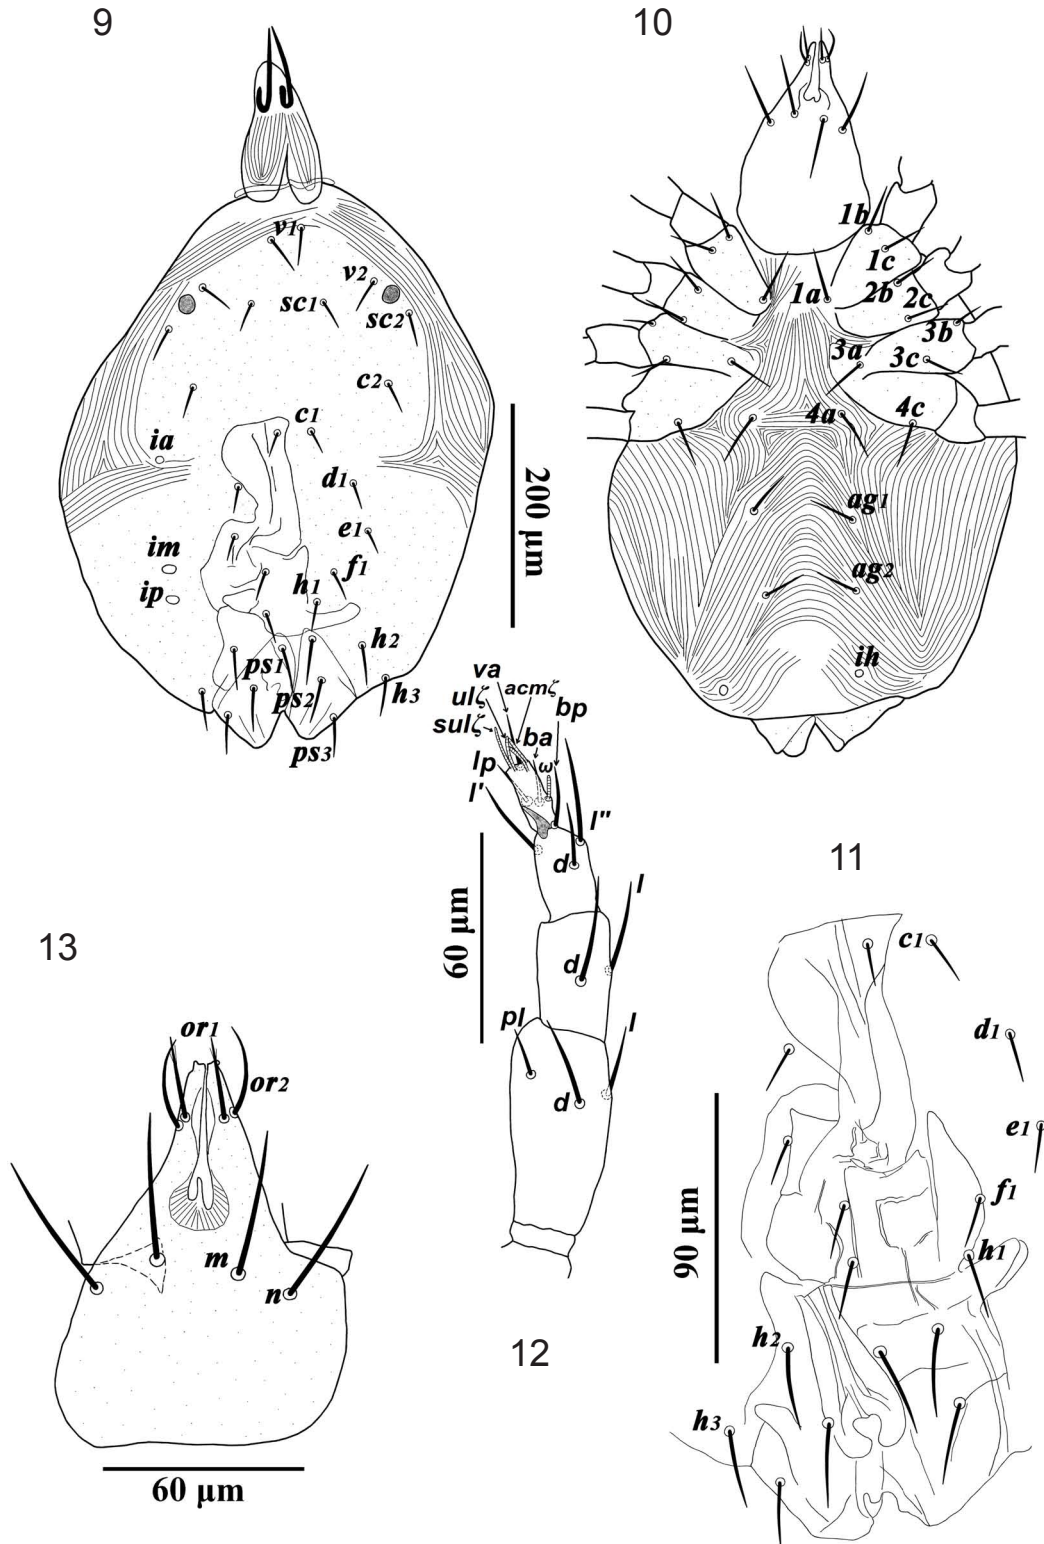 9
v1
v2
sc1
sc2
c2
c1
ia
d1
e1
im
ip
f1
h1
h2
ps1
ps2
h3
ps3
200 µm
10
1b
1c
1a
2b
2c
3b
3a
3c
4a
4c
ag1
ag2
ih
va
acmζ
ulζ
bp
sulζ
ba
lp
ω
l'
l"
d
l
d
pl
l
d
60 µm
12
11
c1
d1
e1
f1
h1
h2
h3
90 µm
13
or1
or2
m
n
60 µm